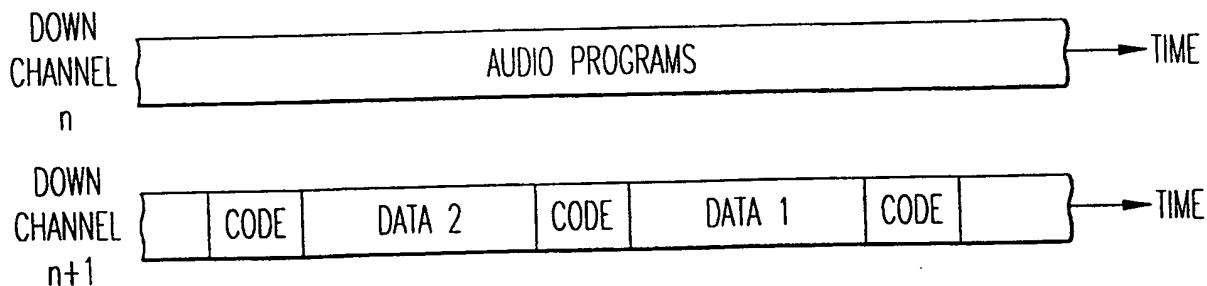 DOWN
CHANNEL
n
AUDIO PROGRAMS
TIME
DOWN
CHANNEL
n+1
CODE
DATA 2
CODE
DATA 1
CODE
TIME